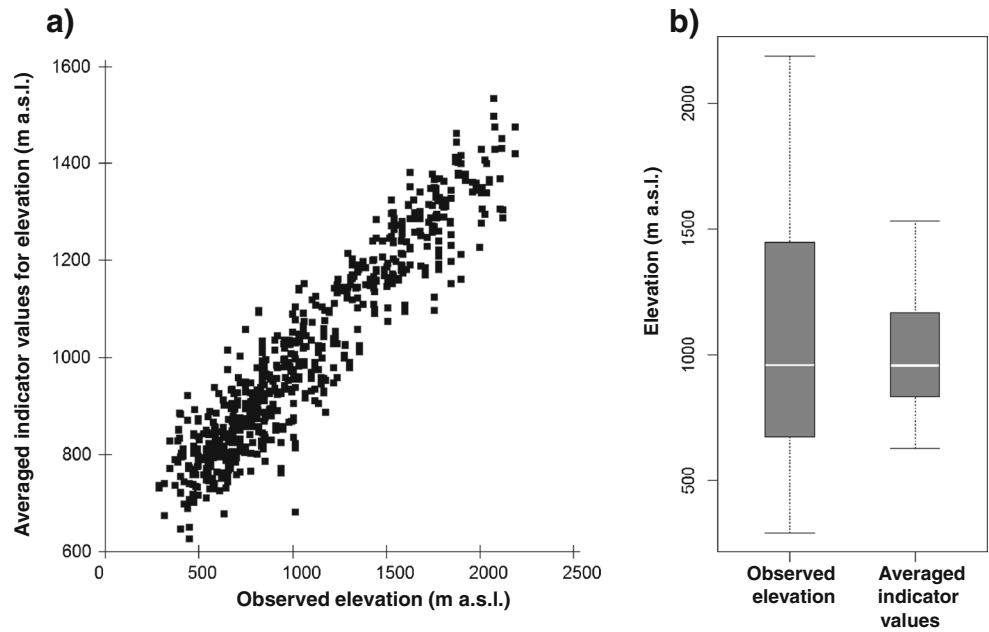 a)
Averaged indicator values for elevation (m a.s.l.)
1600
1400
1200
1000
800
600
0
500
1000
1500
2000
2500
Observed elevation (m a.s.l.)
b)
Elevation (m a.s.l.)
2000
1500
1000
500
Observed
elevation
Averaged
indicator
values